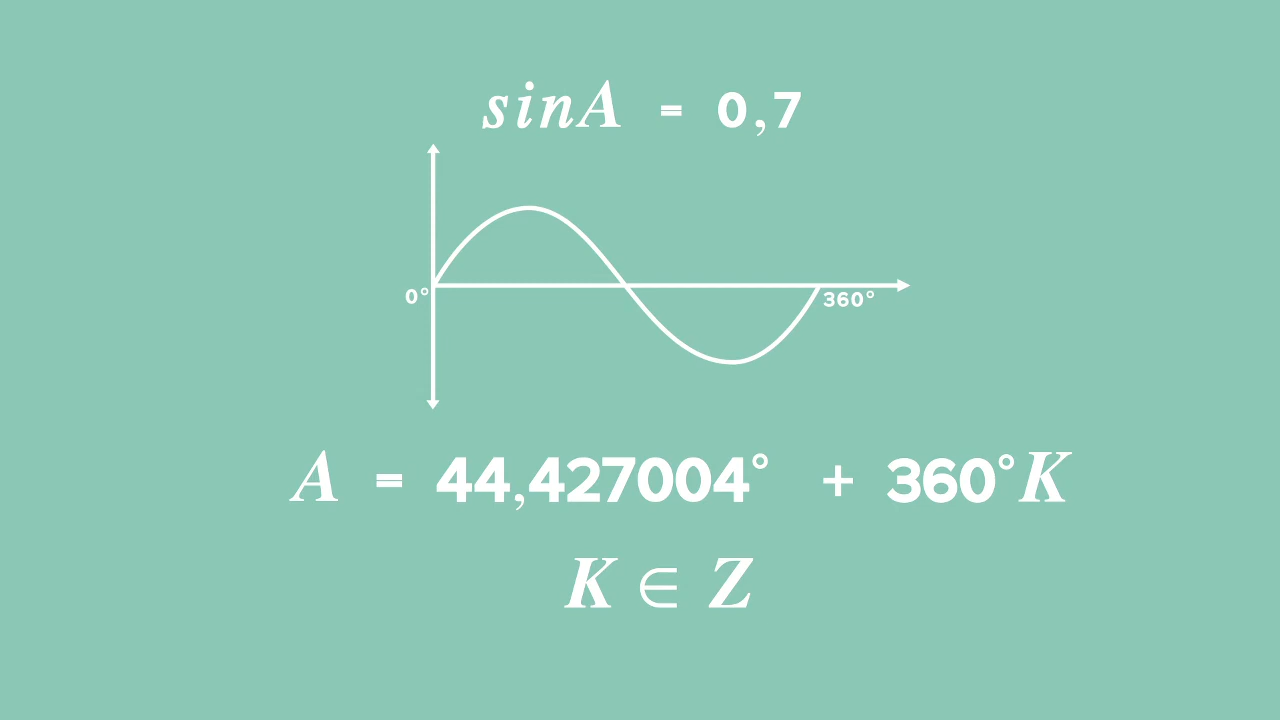 sinA = 0,7
0°
360°
A = 44,427004° + 360°K
K ∈ Z